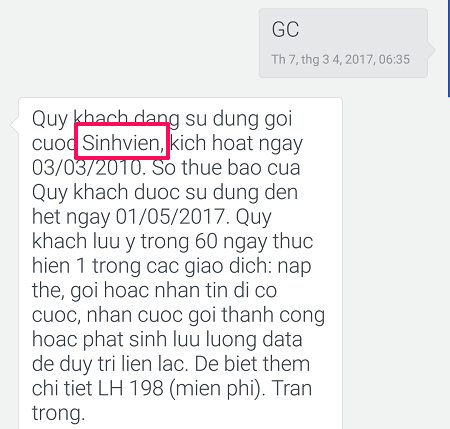 GC
Th 7, thg 3 4, 2017, 06:35
Quy khach dang su dung goi
cuoc Sinhvien, kich hoat ngay
03/03/2010. So thue bao cua
Quy khach duoc su dung den
het ngay 01/05/2017. Quy
khach luu y trong 60 ngay thuc
hien 1 trong cac giao dich: nap
the, goi hoac nhan tin di co
cuoc, nhan cuoc goi thanh cong
hoac phat sinh luu luong data
de duy tri lien lac. De biet them
chi tiet LH 198 (mien phi). Tran
trong.